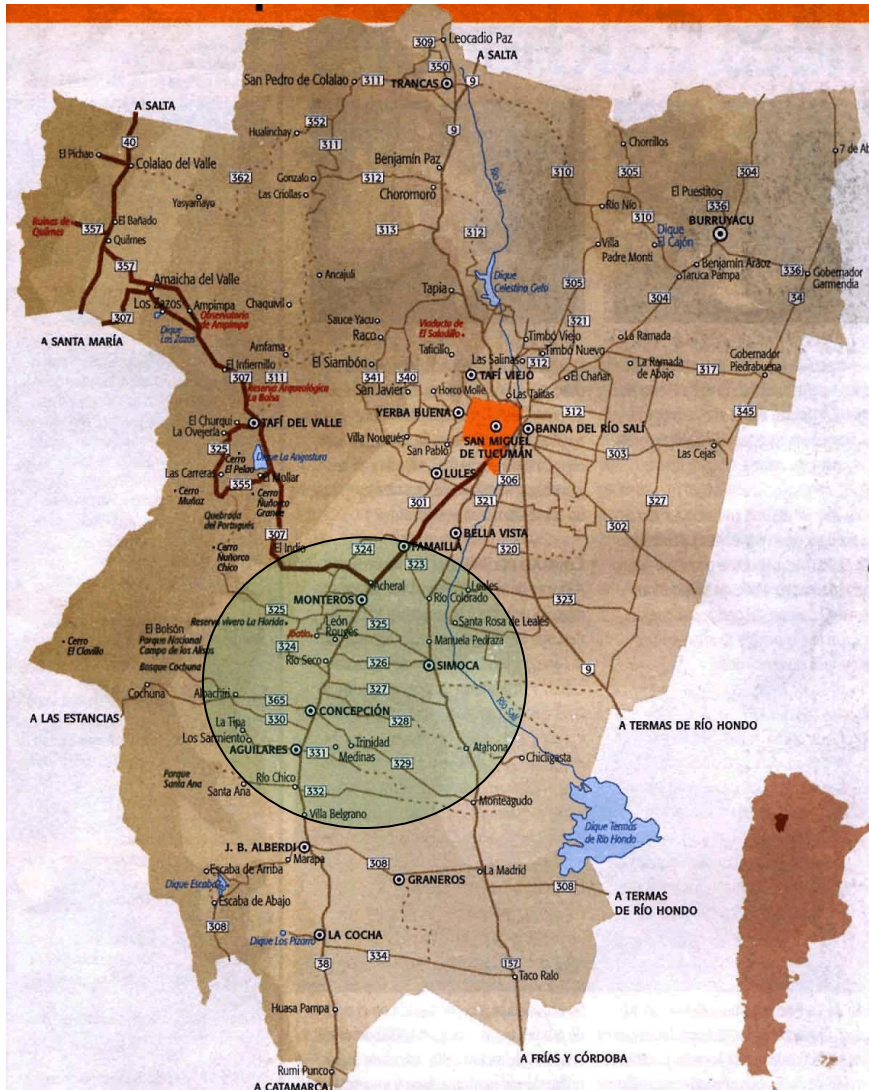 309
Leocadio Paz
A SALTA
350
San Pedro de Colalao
311
TRANCAS
9
A SALTA
40
Hualinchay
352
9
Chorrillos
7 de Ab
El Pichao
Colalao del Valle
311
Benjamín Paz
Río Salí
310
305
304
362
Gonzalo
312
El Puestito
Yasyamayo
Las Criollas
Choromoro
336
Río Nío
310
BURRUYACU
Ruinas de
Quilmes
357
El Bañado
313
312
Dique
El Cajón
Quilmes
Villa
Padre Monti
357
Benjamín Aráoz
336
Gobernador
Garmendia
Ancajuli
Dique
Celestino Gelsi
Taruca Pampa
Amaicha del Valle
305
Tapia
304
34
Los Zazos
Ampimpa
Chaquivil
307
Observatorio
de Ampimpa
321
Dique
Los Zazos
Sauce Yacu
Viaducto de
El Saladillo
A SANTA MARÍA
Raco
Timbó Viejo
La Ramada
Amfama
Taficillo
Timbó Nuevo
Gobernador
Piedrabuena
El Infiernillo
El Siambón
Las Salinas
312
La Ramada
de Abajo
317
307
311
341
340
TAFÍ VIEJO
El Chañar
Reserva Arqueológica
La Bolsa
San Javier
Horco Molle
Las Talitas
345
YERBA BUENA
312
El Churqui
TAFÍ DEL VALLE
SAN MIGUEL
DE TUCUMÁN
BANDA DEL RÍO SALÍ
La Ovejería
Villa Nougués
325
San Pablo
303
Las Cejas
Cerro
El Pelao
Dique La Angostura
Las Carreras
El Mollar
LULES
306
355
Cerro
Muñoz
Cerro
Ñuñorco
Grande
301
321
327
Quebrada
del Portugués
302
307
BELLA VISTA
Cerro
Ñuñorco
Chico
El Indio
324
FAMAILLÁ
320
323
Acheral
Leales
MONTEROS
Río Colorado
323
325
Reserva vivero La Florida
León
Rougés
325
Santa Rosa de Leales
El Bolsón
Ibatín
Cerro
El Clavillo
Parque Nacional
Campo de los Alisos
324
Manuela Pedraza
Bosque Cochuna
Río Seco
326
SIMOCA
9
Cochuna
Alpachiri
327
365
CONCEPCIÓN
Río Salí
A LAS ESTANCIAS
La Tipa
330
328
A TERMAS DE RÍO HONDO
Los Sarmiento
Trinidad
Atahona
AGUILARES
331
Medinas
329
Chicligasta
Parque
Santa Ana
Río Chico
Santa Ana
332
Monteagudo
Villa Belgrano
Dique Termas
de Río Hondo
J. B. ALBERDI
Marapa
308
Escaba de Arriba
La Madrid
GRANEROS
Dique Escaba
308
A TERMAS
DE RÍO HONDO
Escaba de Abajo
308
Dique Los Pizarro
LA COCHA
334
38
157
Taco Ralo
Huasa Pampa
A FRÍAS Y CÓRDOBA
Rumi Punco
A CATAMARCA